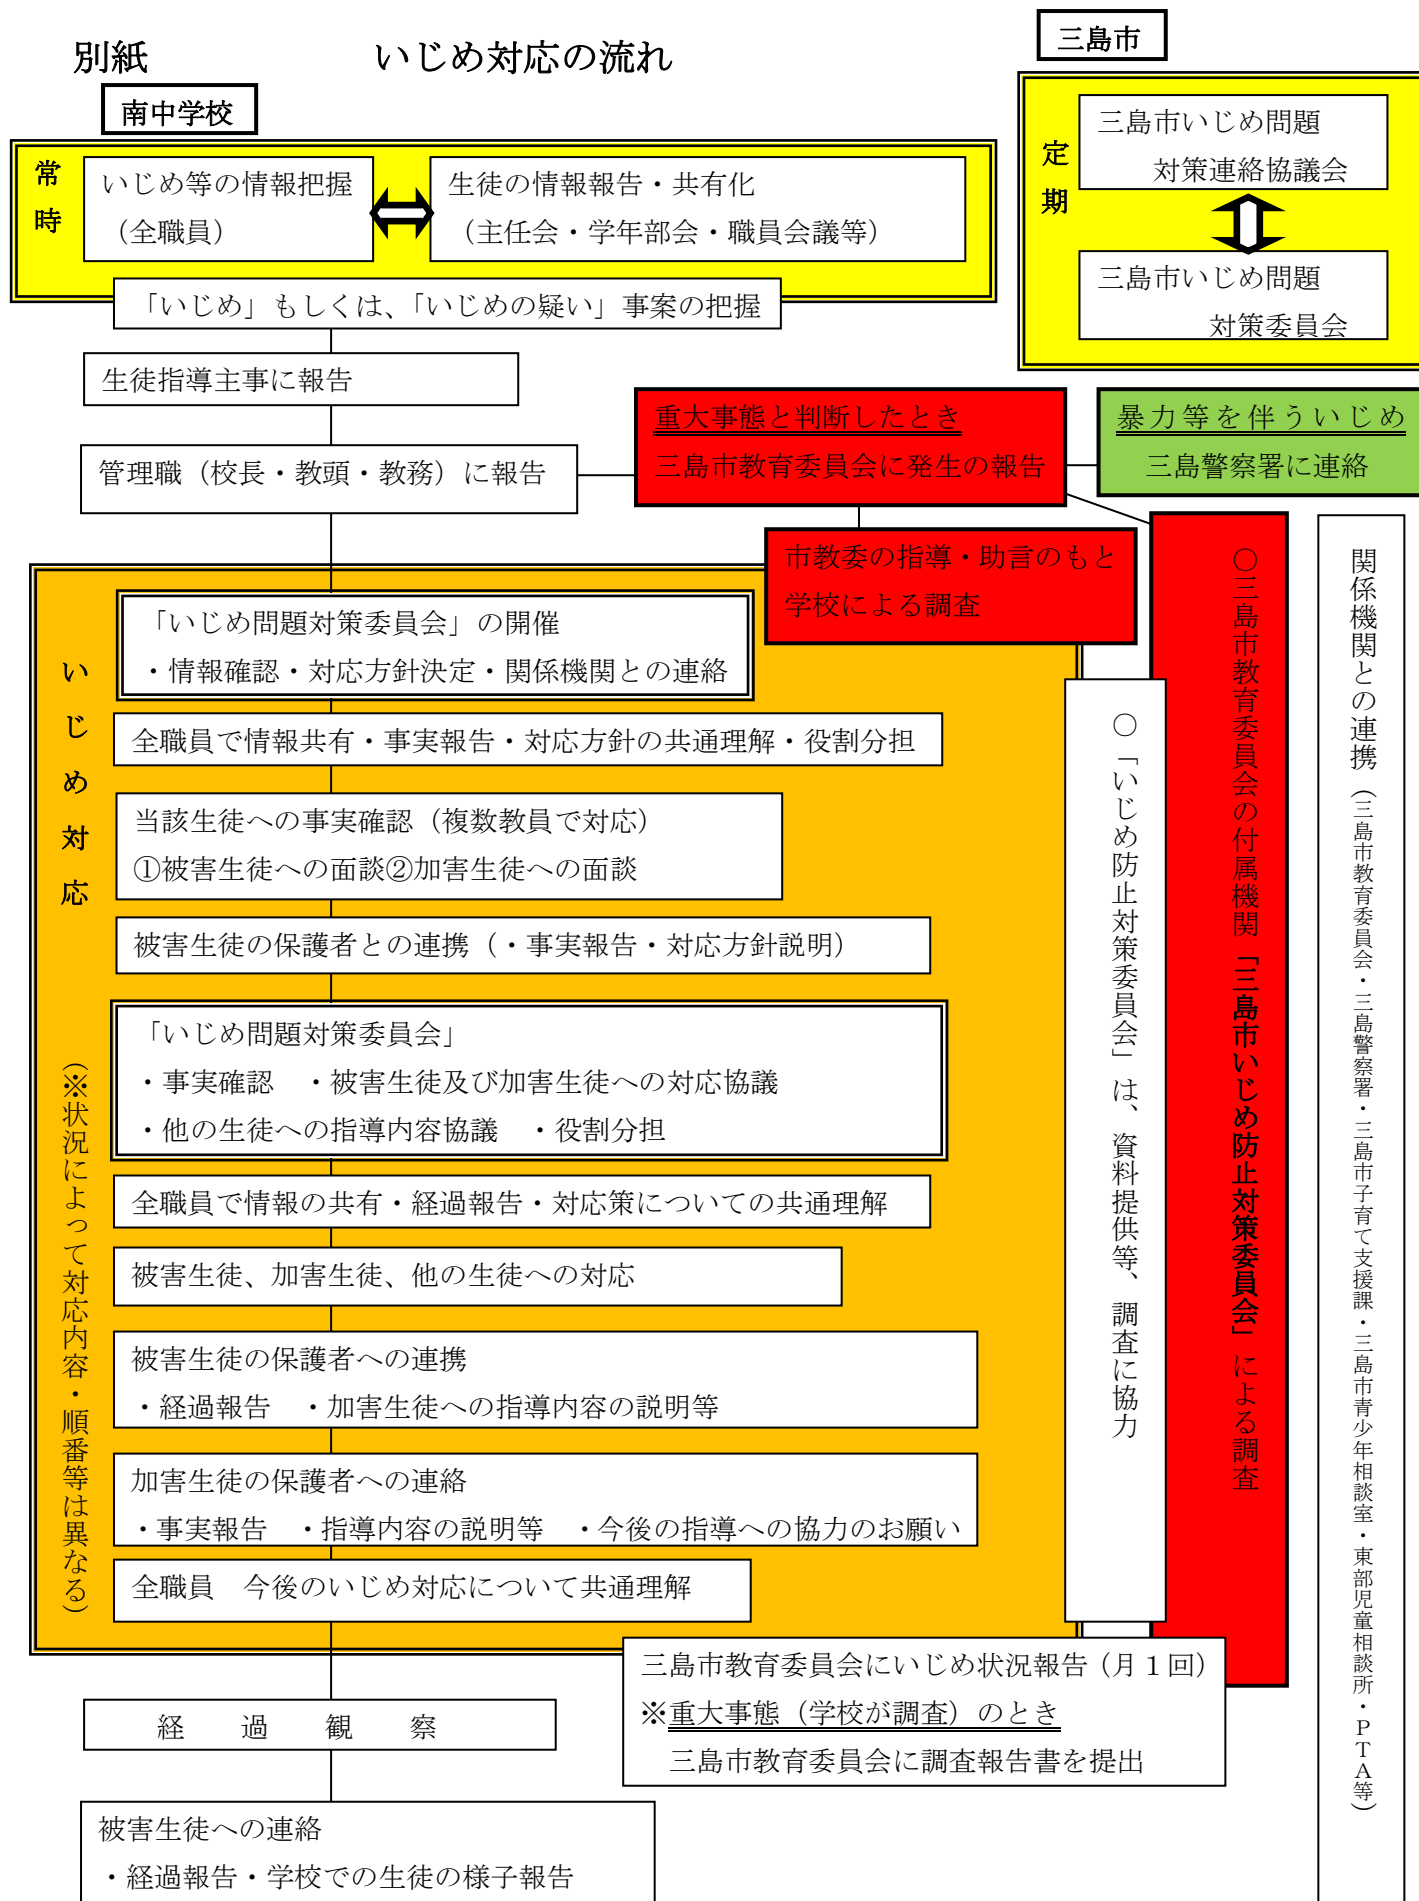 別紙　いじめ対応の流れ
三島市
南中学校
常時
いじめ等の情報把握
（全職員）
生徒の情報報告・共有化
（主任会・学年部会・職員会議等）
定期
三島市いじめ問題
対策連絡協議会
三島市いじめ問題
対策委員会
「いじめ」もしくは、「いじめの疑い」事案の把握
生徒指導主事に報告
管理職（校長・教頭・教務）に報告
重大事態と判断したとき
三島市教育委員会に発生の報告
暴力等を伴ういじめ
三島警察署に連絡
市教委の指導・助言のもと
学校による調査
いじめ対応
（※状況によって対応内容・順番等は異なる）
「いじめ問題対策委員会」の開催
・情報確認・対応方針決定・関係機関との連絡
全職員で情報共有・事実報告・対応方針の共通理解・役割分担
当該生徒への事実確認（複数教員で対応）
①被害生徒への面談②加害生徒への面談
被害生徒の保護者との連携（・事実報告・対応方針説明）
「いじめ問題対策委員会」
・事実確認　・被害生徒及び加害生徒への対応協議
・他の生徒への指導内容協議　・役割分担
全職員で情報の共有・経過報告・対応策についての共通理解
被害生徒、加害生徒、他の生徒への対応
被害生徒の保護者への連携
・経過報告　・加害生徒への指導内容の説明等
加害生徒の保護者への連絡
・事実報告　・指導内容の説明等　・今後の指導への協力のお願い
全職員　今後のいじめ対応について共通理解
○「いじめ防止対策委員会」は、資料提供等、調査に協力
○三島市教育委員会の付属機関「三島市いじめ防止対策委員会」による調査
関係機関との連携（三島市教育委員会・三島警察署・三島市子育て支援課・三島市青少年相談室・東部児童相談所・ＰＴＡ等）
三島市教育委員会にいじめ状況報告（月１回）
※重大事態（学校が調査）のとき
三島市教育委員会に調査報告書を提出
経過観察
被害生徒への連絡
・経過報告・学校での生徒の様子報告